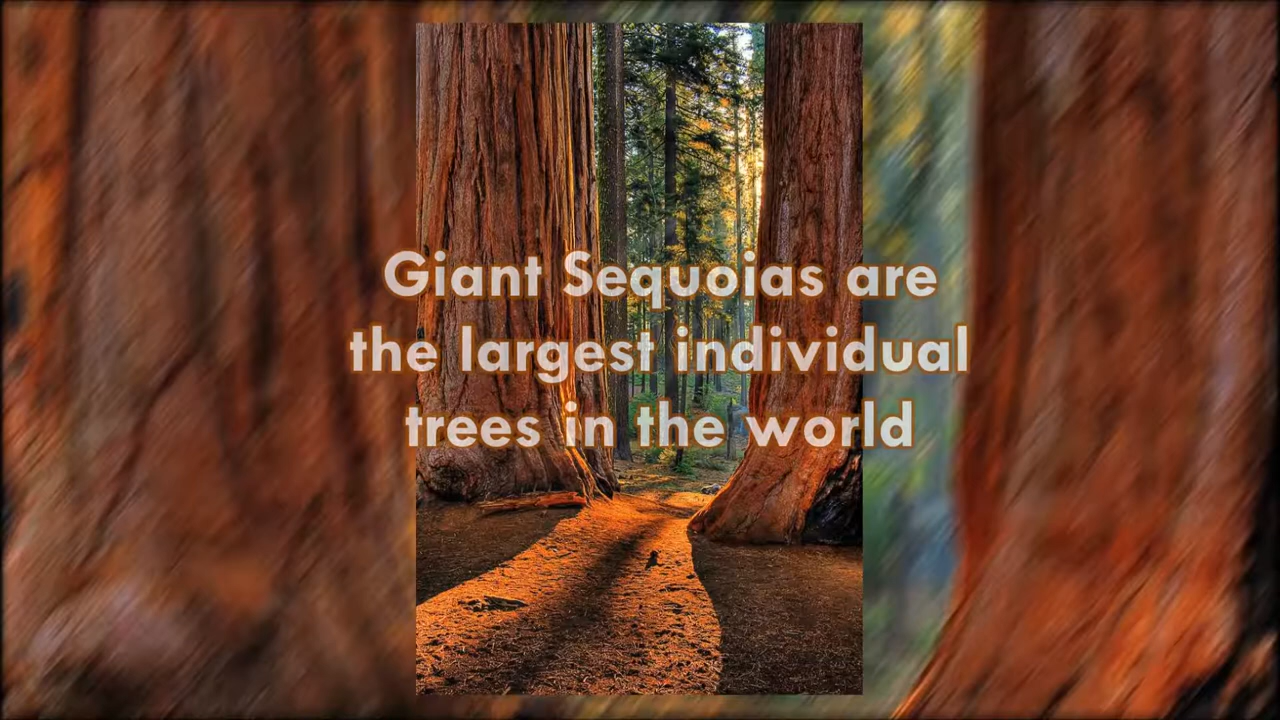 Giant Sequoias are
the largest individual
trees in the world